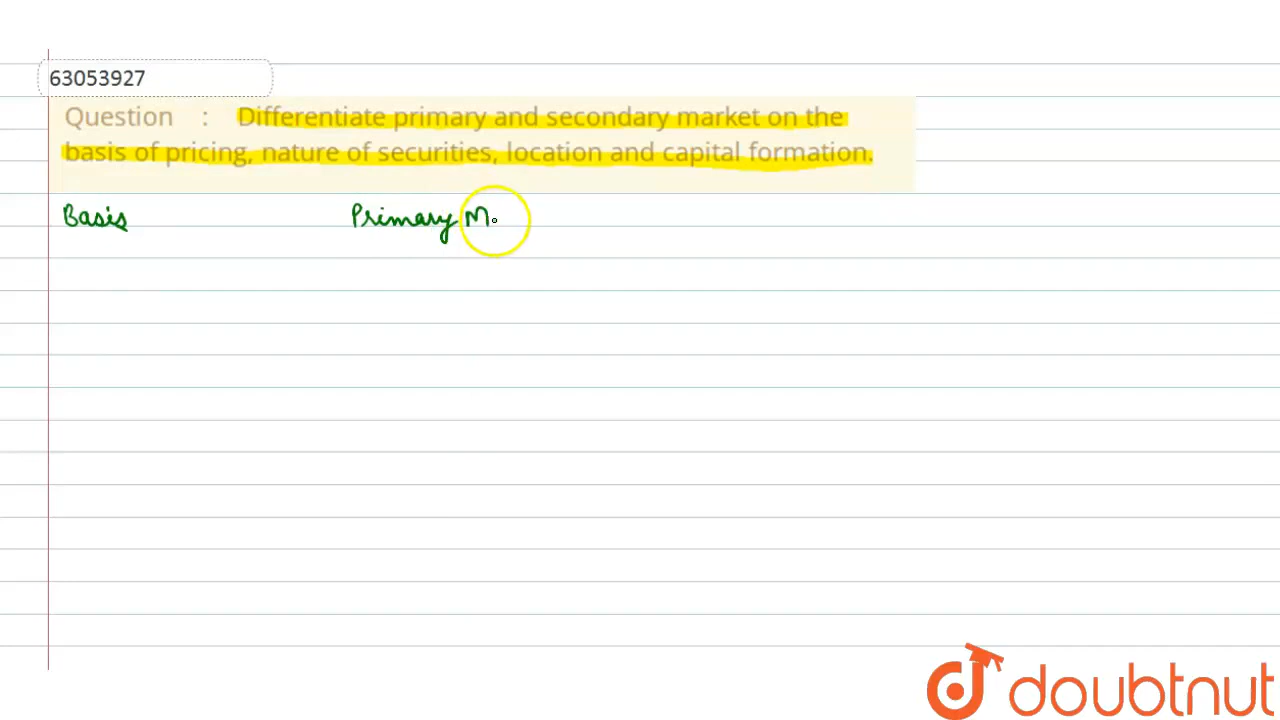 63053927
Question : Differentiate primary and secondary market on the
basis of pricing, nature of securities, location and capital formation.
Basis Primary M.
doubtnut